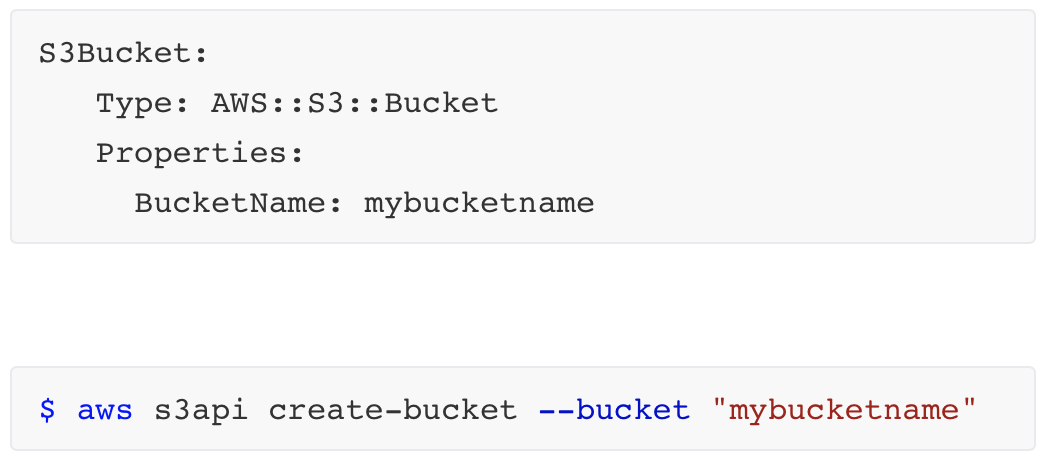 S3Bucket:
   Type: AWS::S3::Bucket
   Properties:
     BucketName: mybucketname
$ aws s3api create-bucket --bucket "mybucketname"